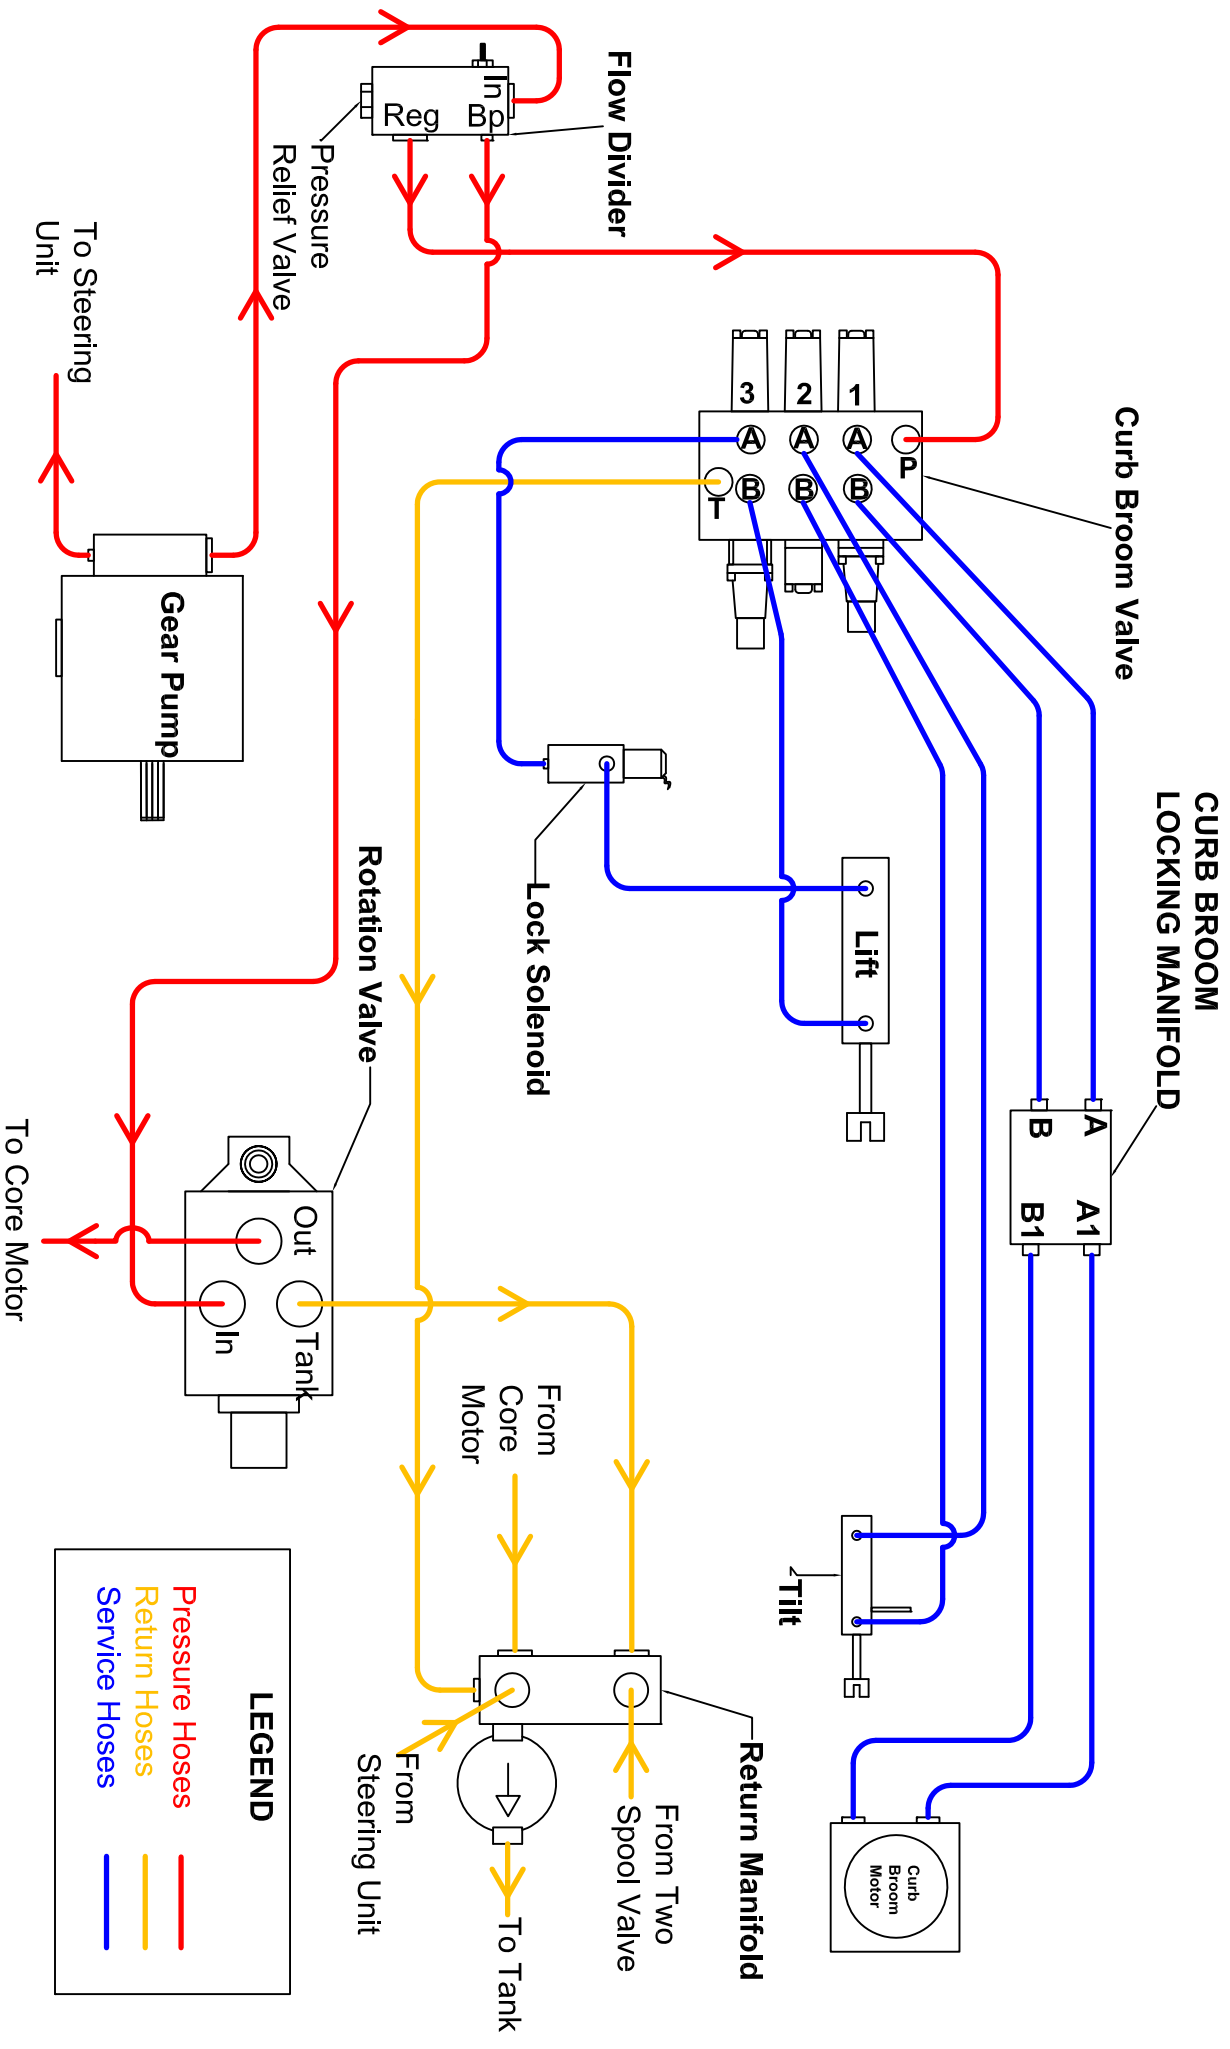 CURB BROOM
LOCKING MANIFOLD
A
A1
B
B1
Curb Broom Valve
P
1
A
B
2
A
B
3
A
B
T
Flow Divider
In
Bp
Reg
Pressure
Relief Valve
To Steering
Unit
Gear Pump
Lift
Lock Solenoid
Tilt
Curb
Broom
Motor
Rotation Valve
Out
Tank
In
To Core Motor
From
Core
Motor
Return Manifold
From Two
Spool Valve
From
Steering Unit
To Tank
LEGEND
Pressure Hoses
Return Hoses
Service Hoses